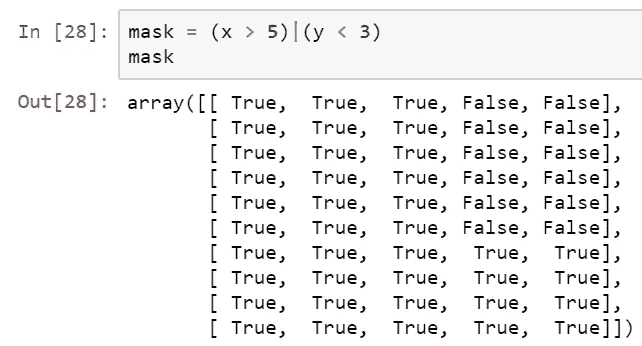 In [28]: mask = (x > 5)|(y < 3)
mask
Out[28]: array([[ True,  True,  True, False, False],
[ True,  True,  True, False, False],
[ True,  True,  True, False, False],
[ True,  True,  True, False, False],
[ True,  True,  True, False, False],
[ True,  True,  True, False, False],
[ True,  True,  True,  True,  True],
[ True,  True,  True,  True,  True],
[ True,  True,  True,  True,  True],
[ True,  True,  True,  True,  True]])